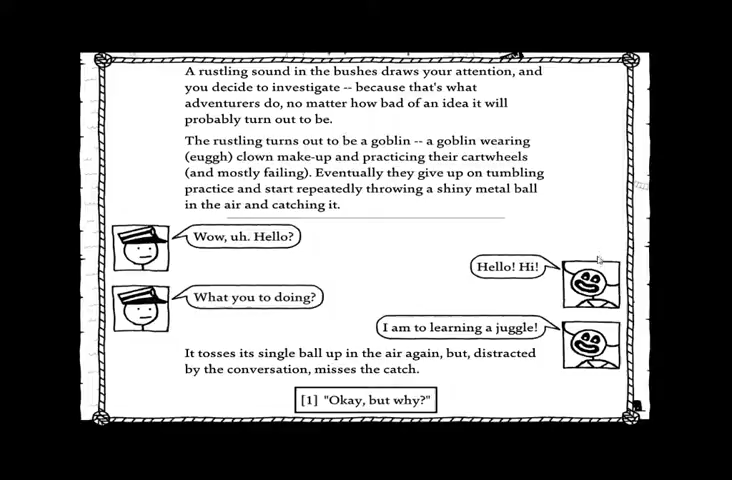 A rustling sound in the bushes draws your attention, and
you decide to investigate -- because that's what
adventurers do, no matter how bad of an idea it will
probably turn out to be.
The rustling turns out to be a goblin -- a goblin wearing
(euggh) clown make-up and practicing their cartwheels
(and mostly failing). Eventually they give up on tumbling
practice and start repeatedly throwing a shiny metal ball
in the air and catching it.
Wow, uh. Hello?
Hello! Hi!
What you to doing?
I am to learning a juggle!
It tosses its single ball up in the air again, but, distracted
by the conversation, misses the catch.
[1] "Okay, but why?"